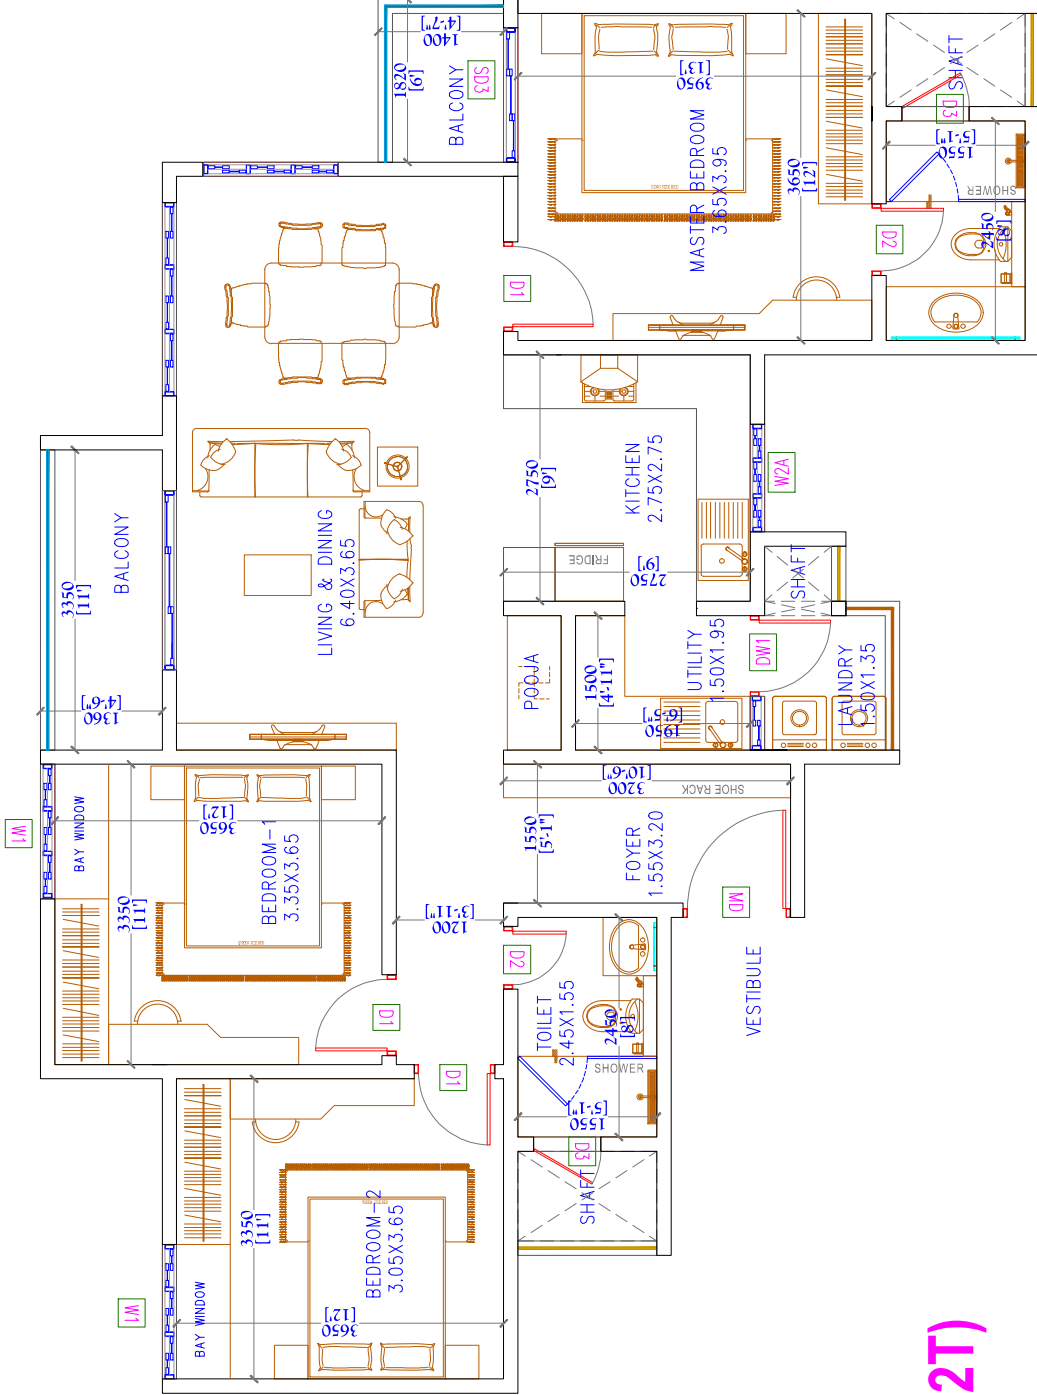 1400
[4'-7"]
1820
[6']
BALCONY
SD3
3950
[13']
MASTER BEDROOM
3.65X3.95
3650
[12']
SHAFT
D3
1550
[5'-1"]
SHOWER
D2
2450
[8']
D1
2750
[9']
KITCHEN
2.75X2.75
W2A
FRIDGE
2750
[9']
SHAFT
BALCONY
3350
[11']
1360
[4'-6"]
LIVING & DINING
6.40X3.65
POOJA
1500
[4'-11"]
UTILITY
1.50X1.95
1950
[6'-5"]
DW1
LAUNDRY
1.50X1.35
3200
[10'-6"]
SHOE RACK
1550
[5'-1"]
FOYER
1.55X3.20
MD
VESTIBULE
W1
BAY WINDOW
3650
[12']
BEDROOM-1
3.35X3.65
3350
[11']
1200
[3'-11"]
D1
D2
D1
TOILET
2.45X1.55
2450
[8']
SHOWER
1550
[5'-1"]
D3
SHAFT
3350
[11']
BEDROOM-2
3.05X3.65
3650
[12']
BAY WINDOW
W1
2T)